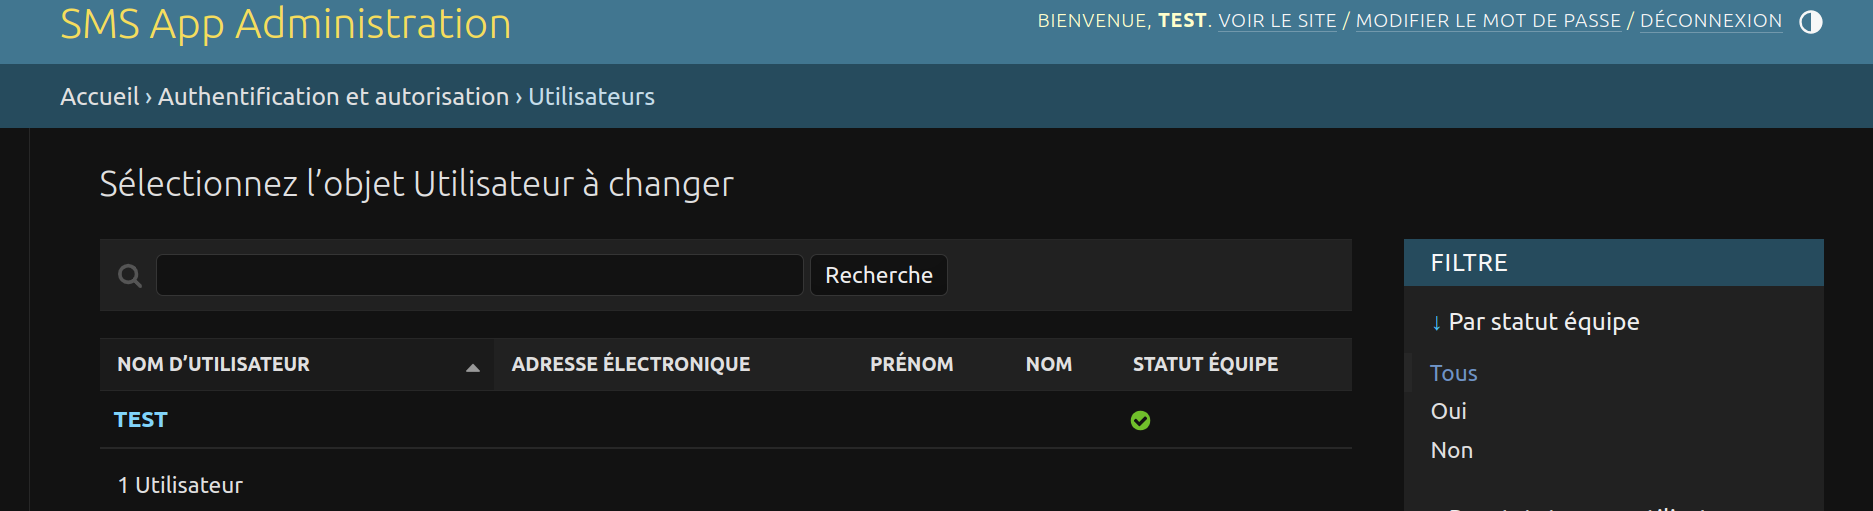 SMS App Administration
BIENVENUE, TEST. VOIR LE SITE / MODIFIER LE MOT DE PASSE / DÉCONNEXION
Accueil › Authentification et autorisation › Utilisateurs
Sélectionnez l’objet Utilisateur à changer
Recherche
NOM D’UTILISATEUR ADRESSE ÉLECTRONIQUE PRÉNOM NOM STATUT ÉQUIPE
TEST
1 Utilisateur
FILTRE
↓ Par statut équipe
Tous
Oui
Non